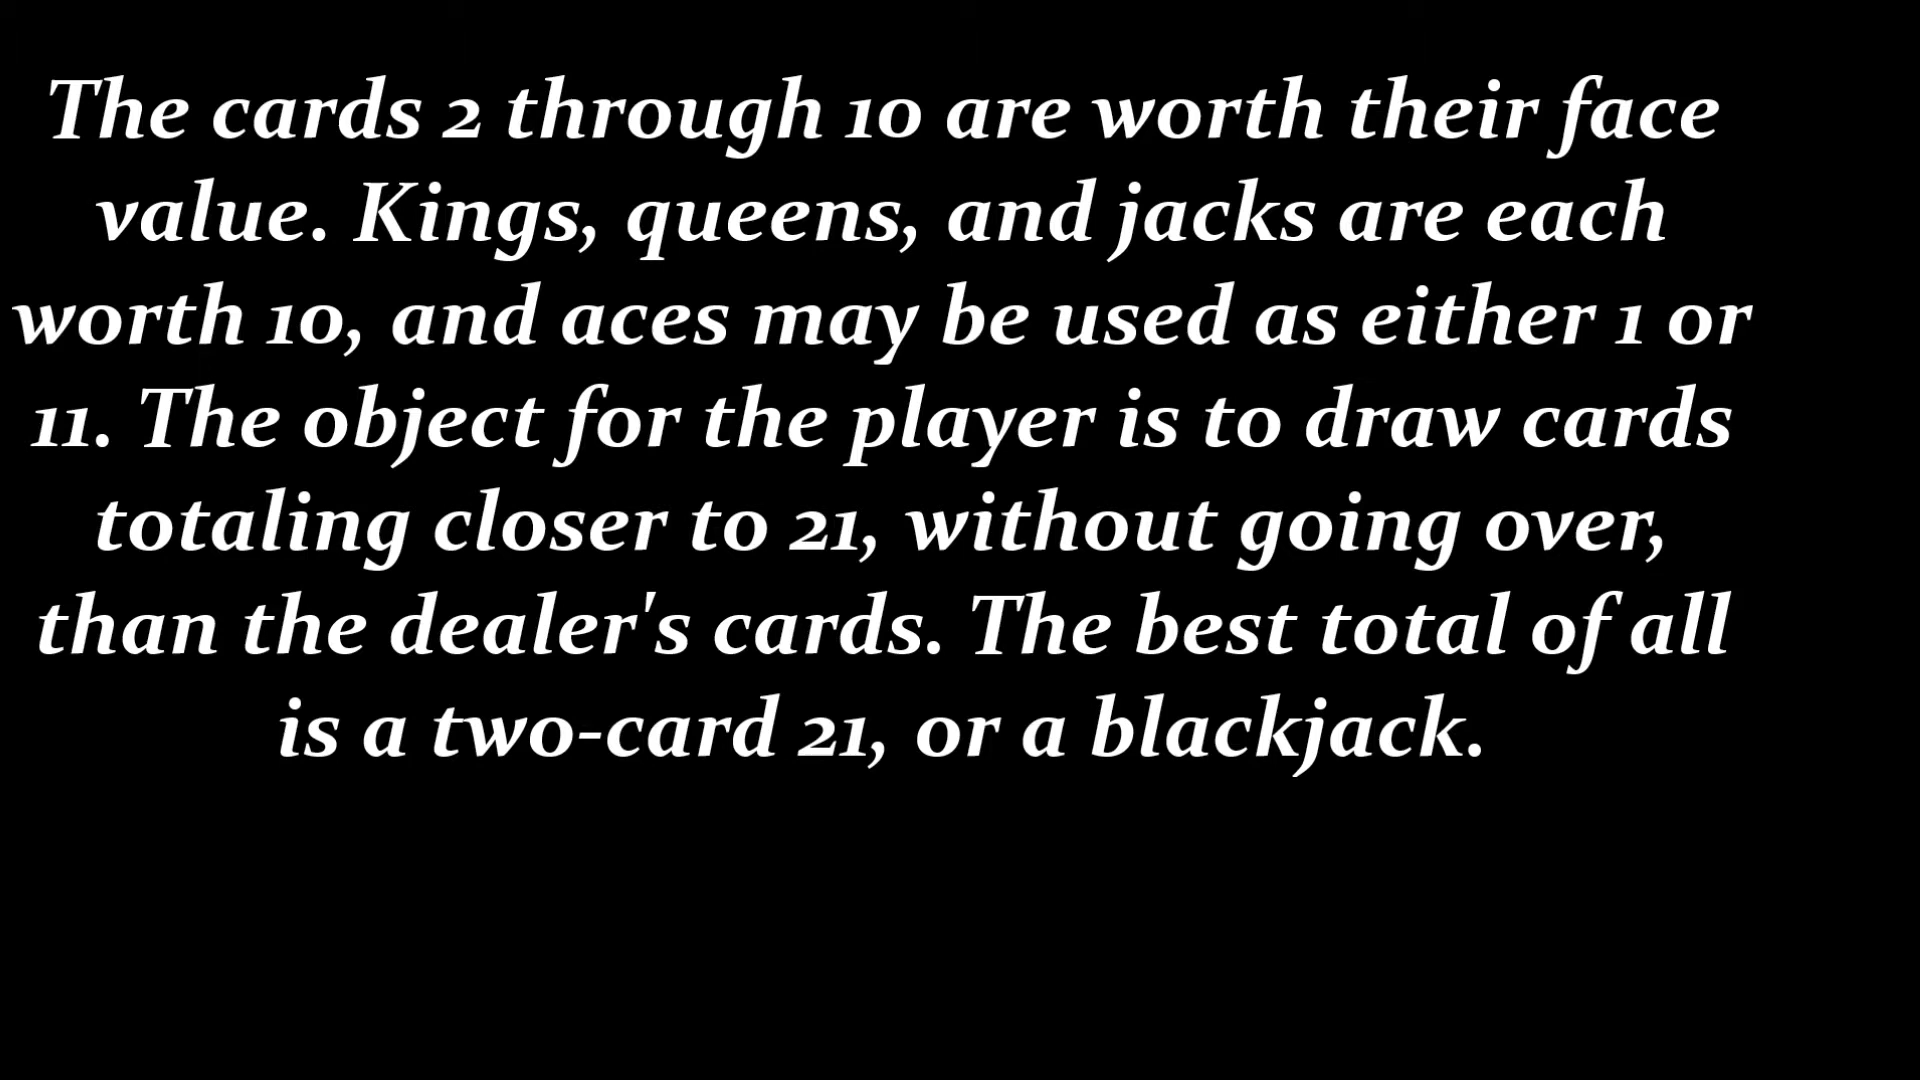 The cards 2 through 10 are worth their face
value. Kings, queens, and jacks are each
worth 10, and aces may be used as either 1 or
11. The object for the player is to draw cards
totaling closer to 21, without going over,
than the dealer's cards. The best total of all
is a two-card 21, or a blackjack.